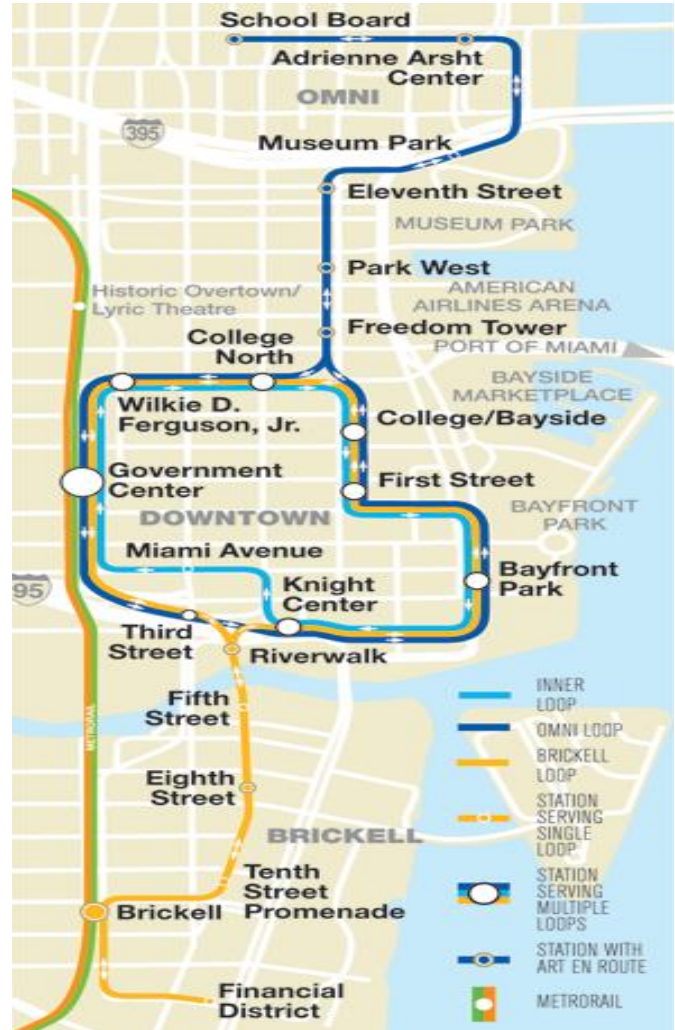 School Board
Adrienne Arsht
Center
OMNI
395
Museum Park
Eleventh Street
MUSEUM PARK
Park West
Historic Overtown/
Lyric Theatre
AMERICAN
AIRLINES ARENA
Freedom Tower
PORT OF MIAMI
College
North
BAYSIDE
MARKETPLACE
Wilkie D.
Ferguson, Jr.
College/Bayside
Government
Center
First Street
DOWNTOWN
BAYFRONT
PARK
Miami Avenue
Knight
Center
Bayfront
Park
95
Third
Street
Riverwalk
METRORAIL
Fifth
Street
Eighth
Street
BRICKELL
Tenth
Street
Promenade
Brickell
Financial
District
INNER
LOOP
OMNI LOOP
BRICKELL
LOOP
STATION
SERVING
SINGLE
LOOP
STATION
SERVING
MULTIPLE
LOOPS
STATION WITH
ART EN ROUTE
METRORAIL